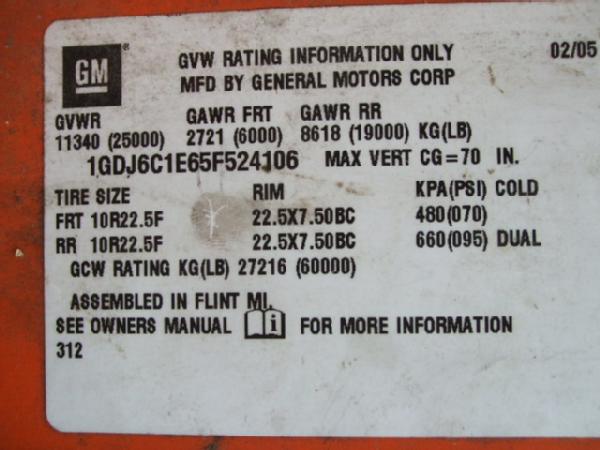 GM ® GVW RATING INFORMATION ONLY 02/05
MFD BY GENERAL MOTORS CORP
GVWR GAWR FRT GAWR RR
11340 (25000) 2721 (6000) 8618 (19000) KG(LB)
1GDJ6C1E65F524106 MAX VERT CG=70 IN.
TIRE SIZE RIM KPA(PSI) COLD
FRT 10R22.5F 22.5X7.50BC 480(070)
RR 10R22.5F 22.5X7.50BC 660(095) DUAL
GCW RATING KG(LB) 27216 (60000)
ASSEMBLED IN FLINT MI.
SEE OWNERS MANUAL i FOR MORE INFORMATION
312